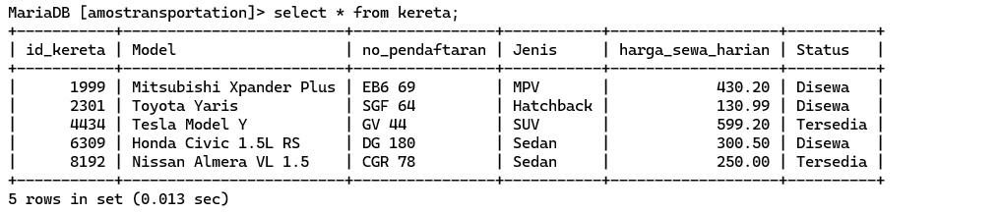 MariaDB [amostransportation]> select * from kereta;
+-----------+-----------------------+----------------+-----------+-------------------+----------+
| id_kereta | Model                 | no_pendaftaran | Jenis     | harga_sewa_harian | Status   |
+-----------+-----------------------+----------------+-----------+-------------------+----------+
|      1999 | Mitsubishi Xpander Plus | EB6 69         | MPV       |            430.20 | Disewa   |
|      2301 | Toyota Yaris          | SGF 64         | Hatchback |            130.99 | Disewa   |
|      4434 | Tesla Model Y         | GV 44          | SUV       |            599.20 | Tersedia |
|      6309 | Honda Civic 1.5L RS   | DG 180         | Sedan     |            300.50 | Disewa   |
|      8192 | Nissan Almera VL 1.5  | CGR 78         | Sedan     |            250.00 | Tersedia |
+-----------+-----------------------+----------------+-----------+-------------------+----------+
5 rows in set (0.013 sec)